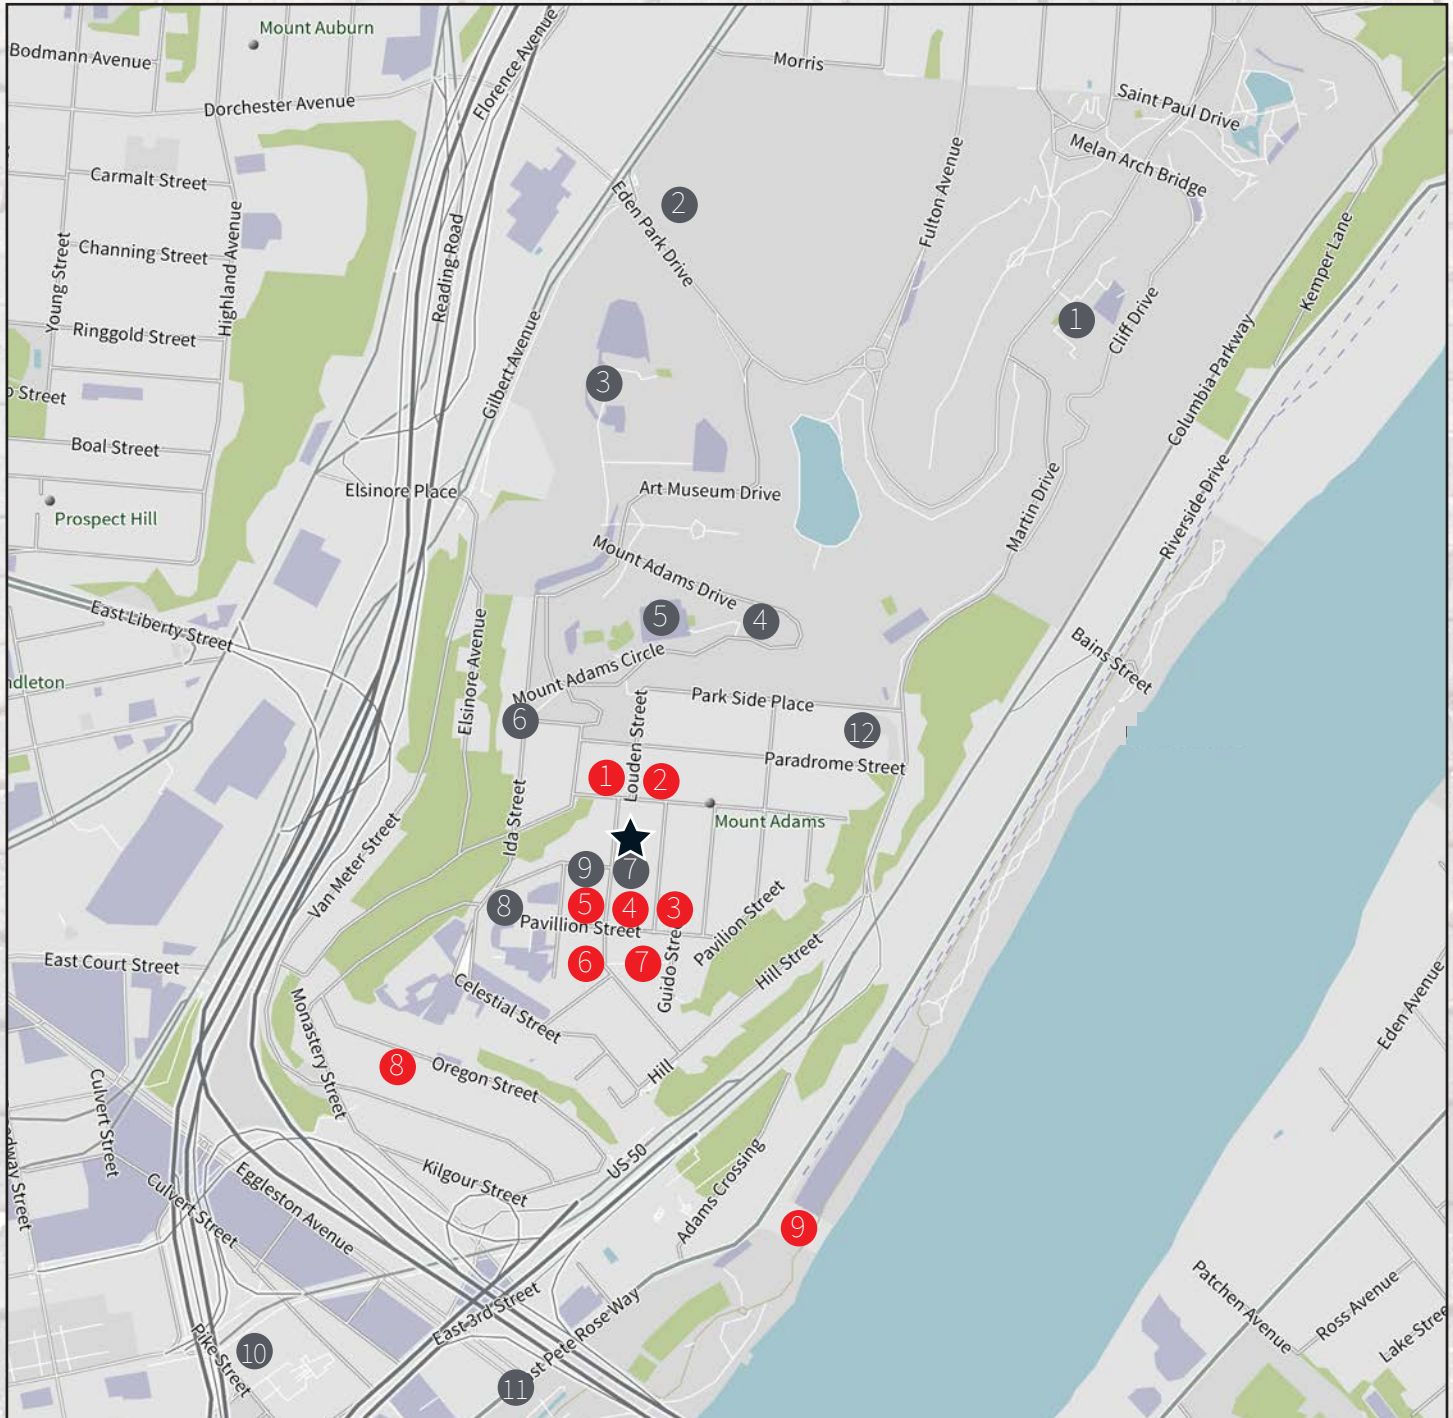 Mount Auburn
Bodmann Avenue
Florence Avenue
Morris
Dorchester Avenue
Saint Paul Drive
Melan Arch Bridge
Carmalt Street
Eden Park Drive
2
Fulton Avenue
Channing Street
Young Street
Highland Avenue
Reading Road
Kemper Lane
Ringgold Street
1
Cliff Drive
Gilbert Avenue
Columbia Parkway
3
o Street
Boal Street
Elsinore Place
Art Museum Drive
Prospect Hill
Martin Drive
Riverside Drive
Mount Adams Drive
East Liberty Street
5
4
Elsinore Avenue
Mount Adams Circle
Bains Street
ndleton
Park Side Place
6
Louden Street
12
Paradrome Street
1
2
Ida Street
Mount Adams
Van Meter Street
9
7
8
5
4
3
Pavillion Street
Pavilion Street
6
7
Guido Stree
Hill Street
East Court Street
Celestial Street
Eden Avenue
Monastery Street
8
Oregon Street
Hill
Culvert Street
US-50
Adams Crossing
Kilgour Street
Eggleston Avenue
Culvert Street
adway Street
9
Patchen Avenue
Ross Avenue
Lake Stree
East 3rd Street
st Pete Rose Way
Pike Street
10
11